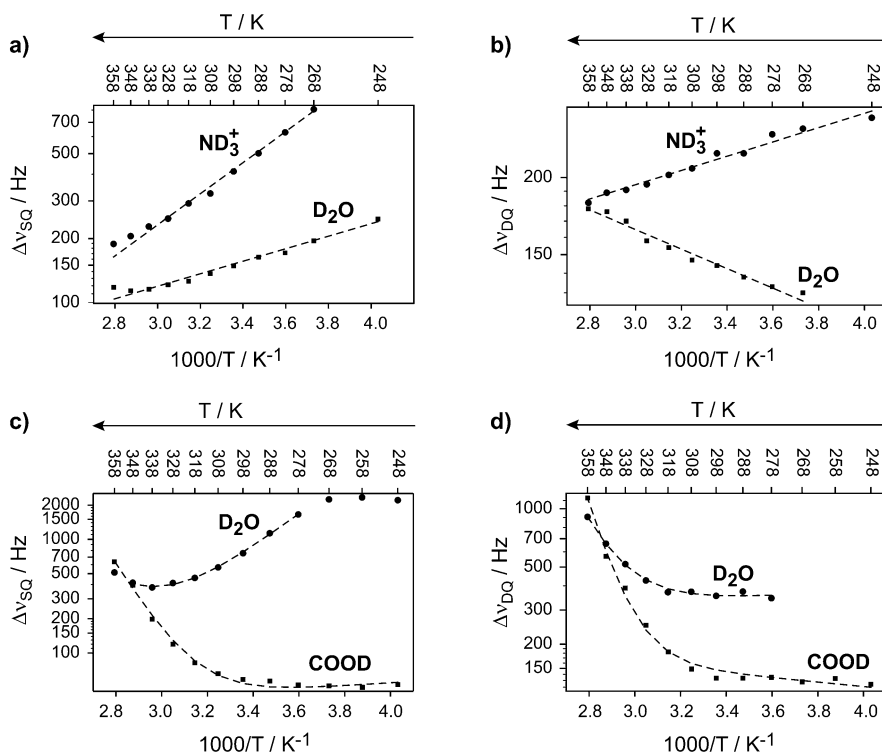 T / K
a)
358 348 338 328 318 308 298 288 278 268 248
Δν_SQ / Hz
700
500
300
200
150
100
ND₃⁺
D₂O
2.8 3.0 3.2 3.4 3.6 3.8 4.0
1000/T / K⁻¹
T / K
b)
358 348 338 328 318 308 298 288 278 268 248
Δν_DQ / Hz
200
150
ND₃⁺
D₂O
2.8 3.0 3.2 3.4 3.6 3.8 4.0
1000/T / K⁻¹
T / K
c)
358 348 338 328 318 308 298 288 278 268 258 248
Δν_SQ / Hz
2000
1500
1000
700
500
300
200
150
100
D₂O
COOD
2.8 3.0 3.2 3.4 3.6 3.8 4.0
1000/T / K⁻¹
T / K
d)
358 348 338 328 318 308 298 288 278 268 258 248
Δν_DQ / Hz
1000
700
500
300
200
150
D₂O
COOD
2.8 3.0 3.2 3.4 3.6 3.8 4.0
1000/T / K⁻¹